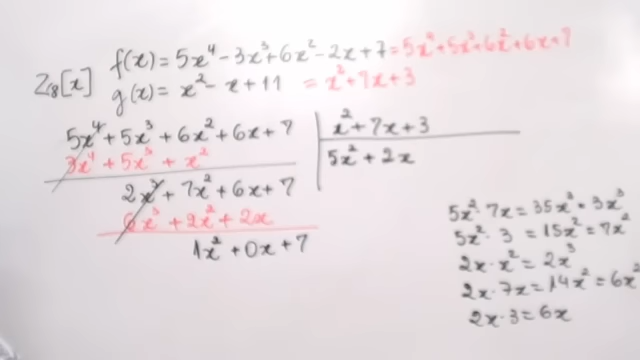 f(x) = 5x⁴ - 3x³ + 6x² - 2x + 7 = 5x⁴ + 5x³ + 6x² + 6x + 7
Z₈[x]
g(x) = x² - x + 11 = x² + 7x + 3
5x⁴ + 5x³ + 6x² + 6x + 7 | x² + 7x + 3
3x⁴ + 5x³ + x² | 5x² + 2x
2x³ + 7x² + 6x + 7
6x³ + 2x² + 2x
1x² + 0x + 7
5x² · 7x = 35x³ = 3x³
5x² · 3 = 15x² = 7x²
2x · x² = 2x³
2x · 7x = 14x² = 6x²
2x · 3 = 6x